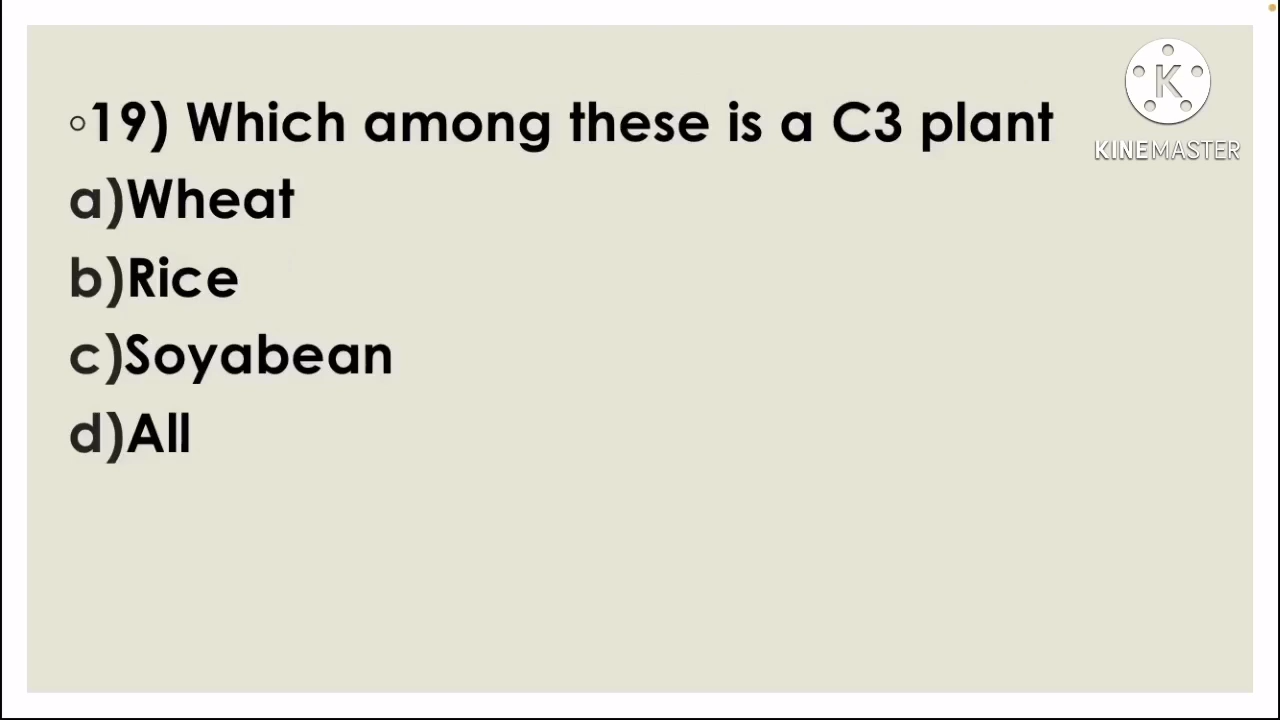 ◦19) Which among these is a C3 plant
a)Wheat
b)Rice
c)Soyabean
d)All
K
KINEMASTER